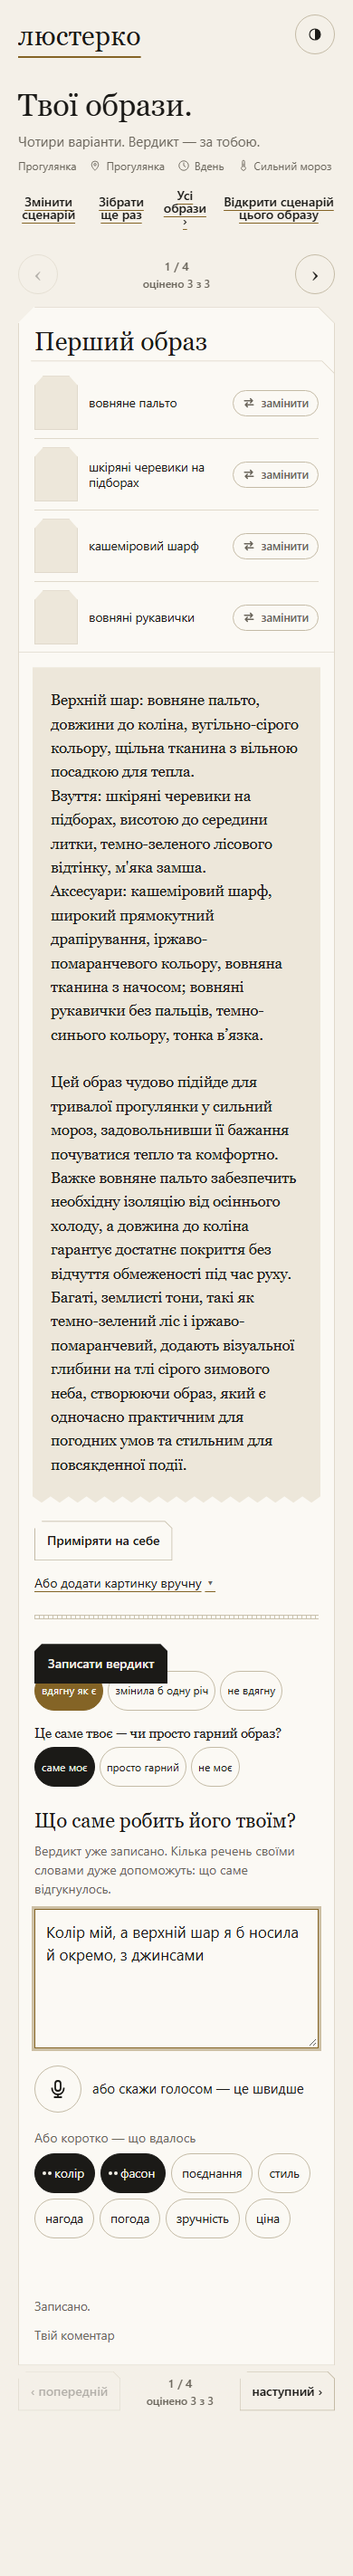 люстерко
Твої образи.
Чотири варіанти. Вердикт — за тобою.
Прогулянка Прогулянка Вдень Сильний мороз
Змінити
сценарій
Зібрати
ще раз
Усі
образи
›
Відкрити сценарій
цього образу
‹
1 / 4
оцінено 3 з 3
›
Перший образ
вовняне пальто
замінити
шкіряні черевики на
підборах
замінити
кашеміровий шарф
замінити
вовняні рукавички
замінити
Верхній шар: вовняне пальто,
довжини до коліна, вугільно-сірого
кольору, щільна тканина з вільною
посадкою для тепла.
Взуття: шкіряні черевики на
підборах, висотою до середини
литки, темно-зеленого лісового
відтінку, м'яка замша.
Аксесуари: кашеміровий шарф,
широкий прямокутний
драпірування, іржаво-
помаранчевого кольору, вовняна
тканина з начосом; вовняні
рукавички без пальців, темно-
синього кольору, тонка в’язка.
Цей образ чудово підійде для
тривалої прогулянки у сильний
мороз, задовольнивши її бажання
почуватися тепло та комфортно.
Важке вовняне пальто забезпечить
необхідну ізоляцію від осіннього
холоду, а довжина до коліна
гарантує достатнє покриття без
відчуття обмеженості під час руху.
Багаті, землисті тони, такі як
темно-зелений ліс і іржаво-
помаранчевий, додають візуальної
глибини на тлі сірого зимового
неба, створюючи образ, який є
одночасно практичним для
погодних умов та стильним для
повсякденної події.
Приміряти на себе
Або додати картинку вручну
Записати вердикт
вдягну як є
змінила б одну річ
не вдягну
Це саме твоє — чи просто гарний образ?
саме моє
просто гарний
не моє
Що саме робить його твоїм?
Вердикт уже записано. Кілька речень своїми
словами дуже допоможуть: що саме
відгукнулось.
Колір мій, а верхній шар я б носила
й окремо, з джинсами
або скажи голосом — це швидше
Або коротко — що вдалось
•• колір
•• фасон
поєднання
стиль
нагода
погода
зручність
ціна
Записано.
Твій коментар
‹ попередній
1 / 4
оцінено 3 з 3
наступний ›